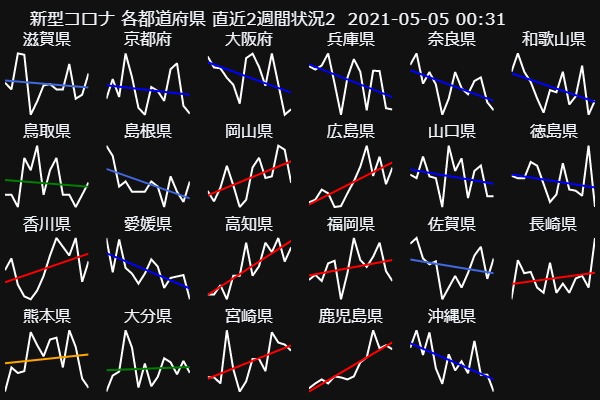 新型コロナ 各都道府県 直近2週間状況2 2021-05-05 00:31
滋賀県 京都府 大阪府 兵庫県 奈良県 和歌山県
鳥取県 島根県 岡山県 広島県 山口県 徳島県
香川県 愛媛県 高知県 福岡県 佐賀県 長崎県
熊本県 大分県 宮崎県 鹿児島県 沖縄県